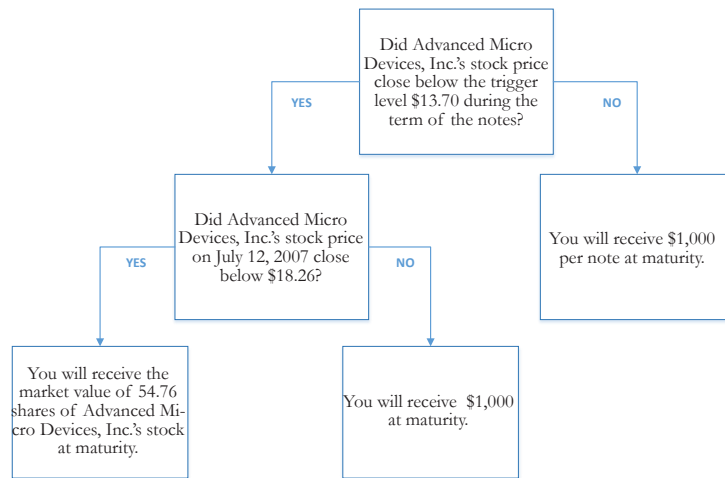 Did Advanced Micro
Devices, Inc.'s stock price
close below the trigger
level $13.70 during the
term of the notes?
YES
NO
Did Advanced Micro
Devices, Inc.'s stock price
on July 12, 2007 close
below $18.26?
You will receive $1,000
per note at maturity.
YES
NO
You will receive the
market value of 54.76
shares of Advanced Mi-
cro Devices, Inc.'s stock
at maturity.
You will receive $1,000
at maturity.